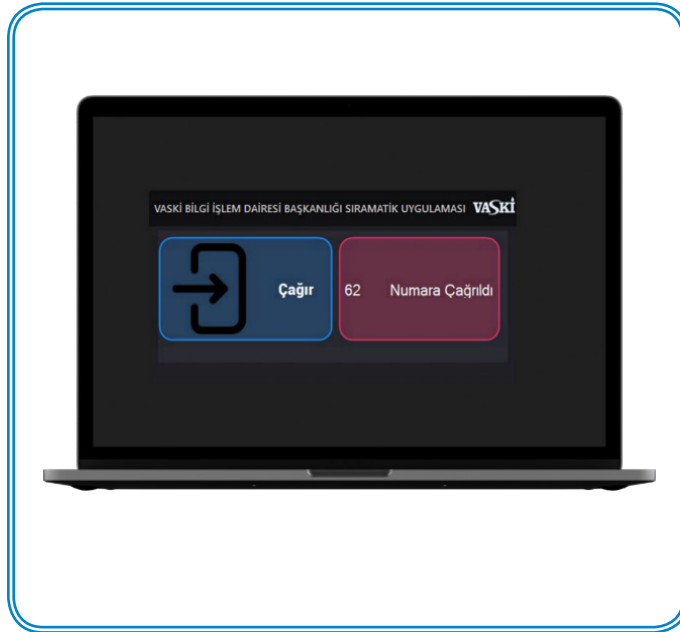 VASKİ BİLGİ İŞLEM DAİRESİ BAŞKANLIĞI SIRAMATİK UYGULAMASI VASKİ
Çağır 62 Numara Çağrıldı